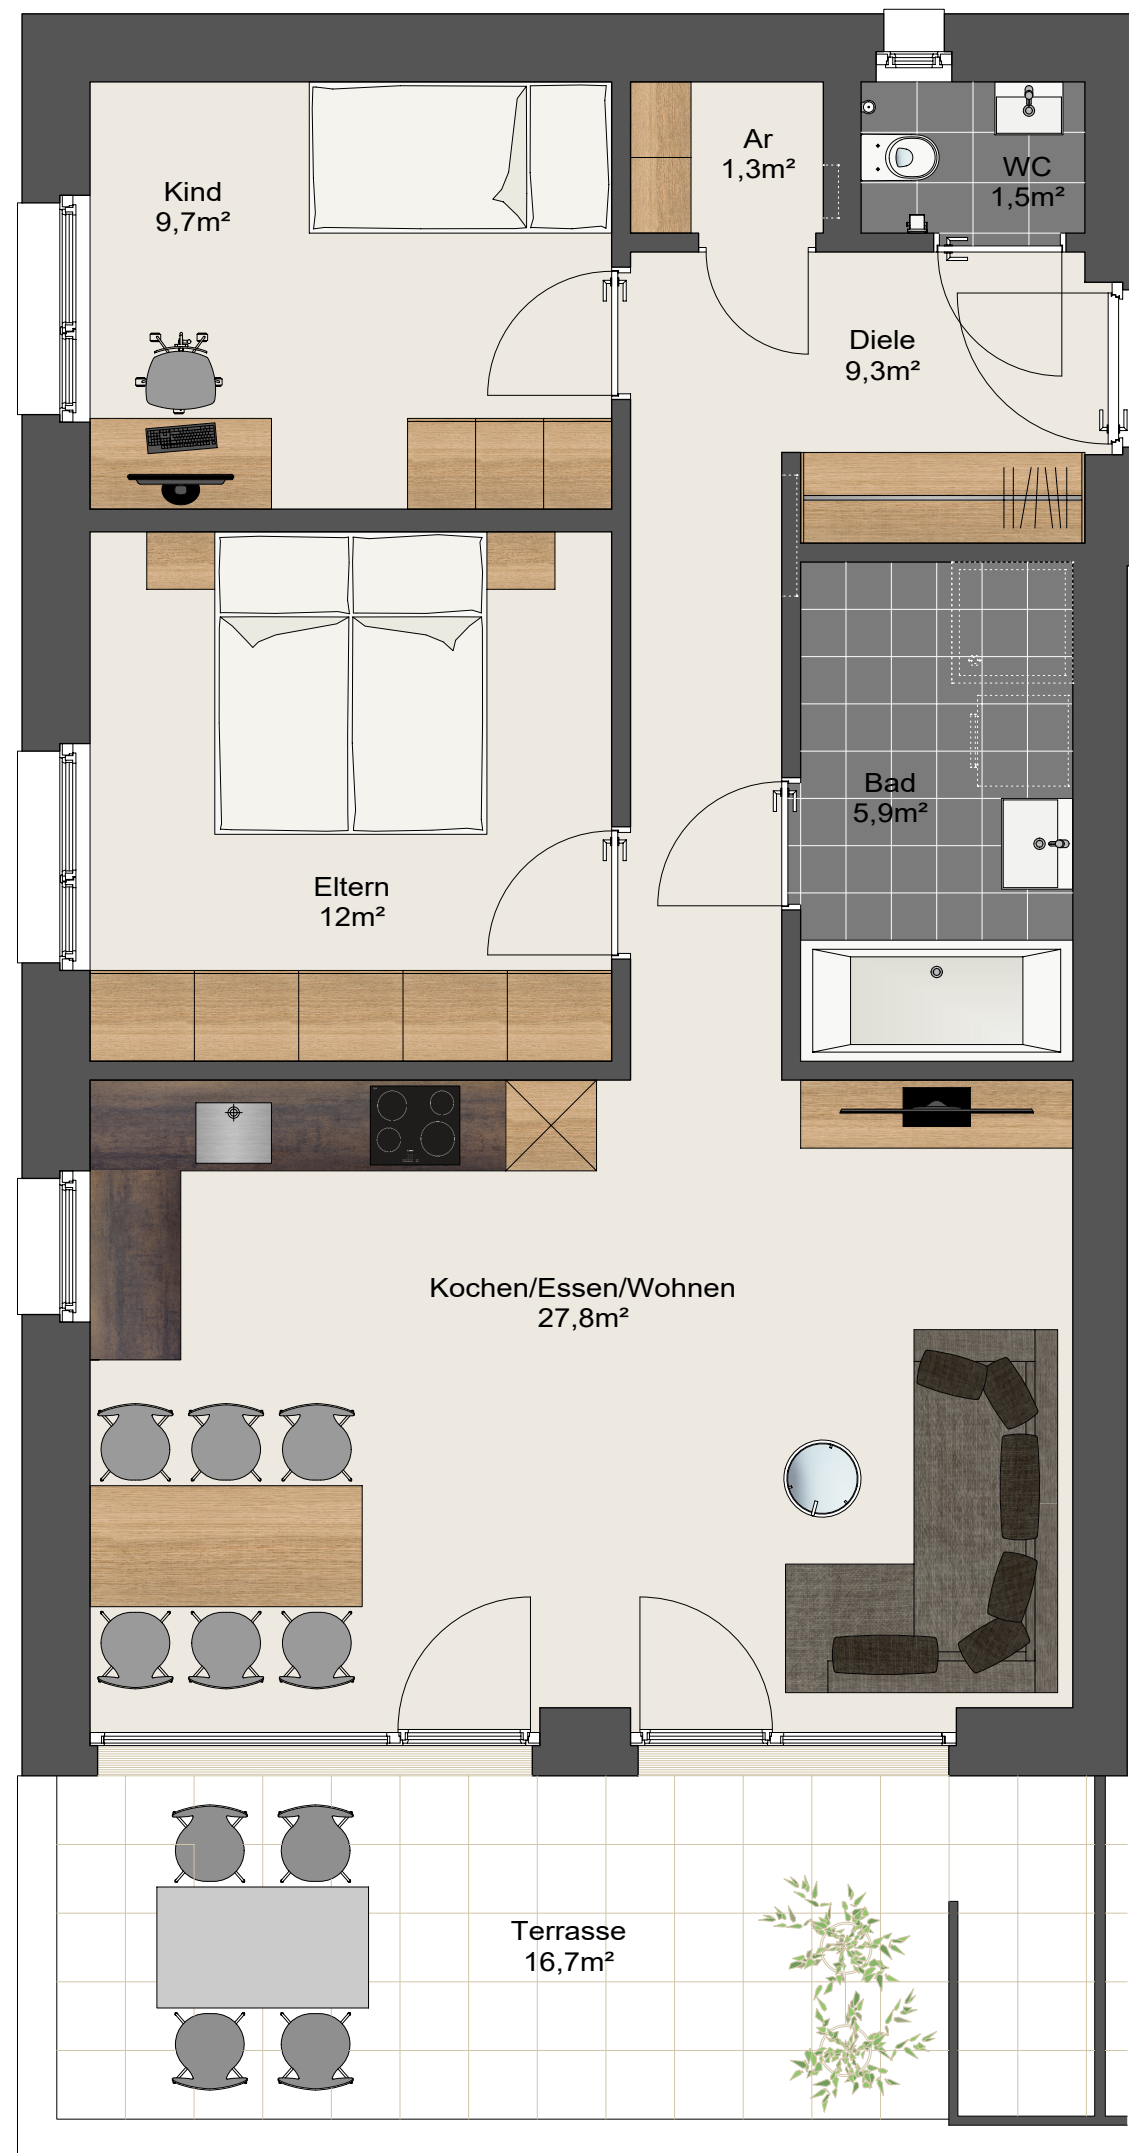 Kind
9,7m²
Ar
1,3m²
WC
1,5m²
Diele
9,3m²
Bad
5,9m²
Eltern
12m²
Kochen/Essen/Wohnen
27,8m²
Terrasse
16,7m²